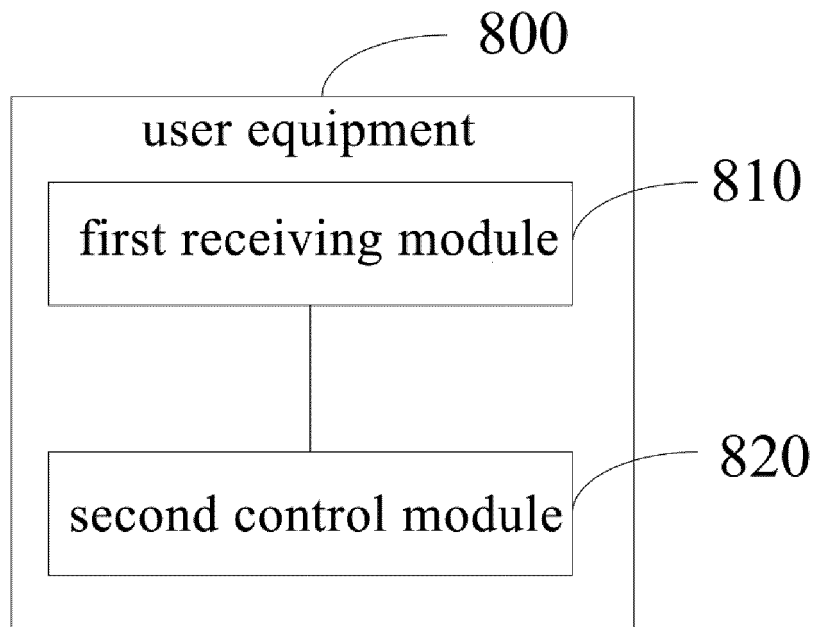 800
user equipment
810
first receiving module
820
second control module